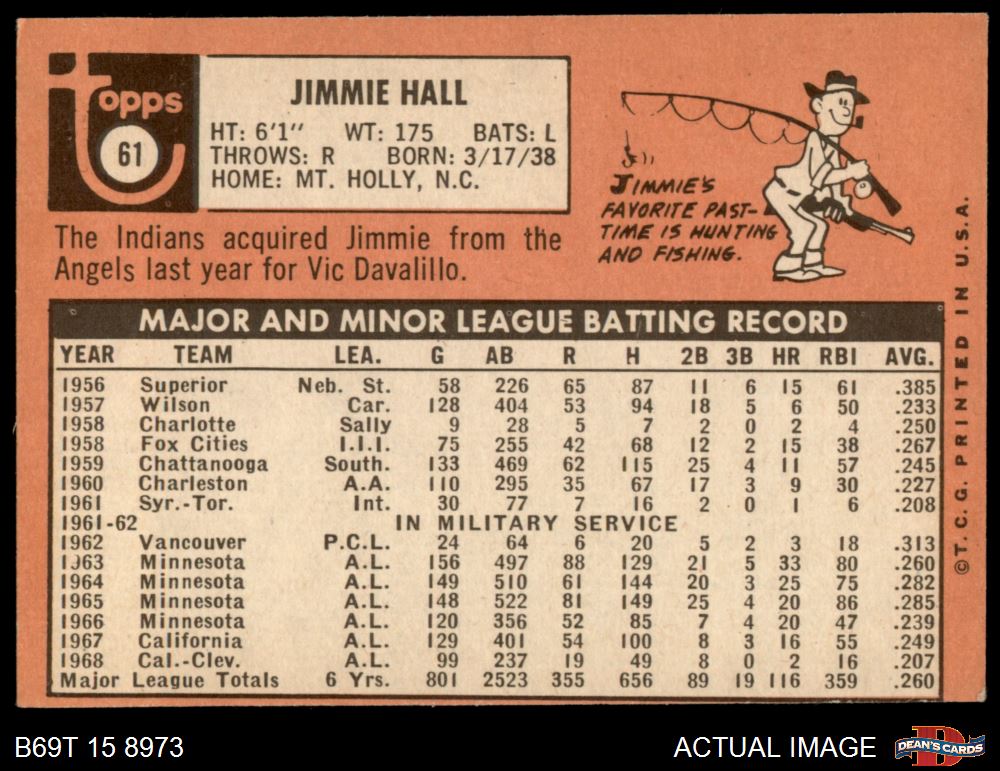 topps
61
JIMMIE HALL
HT: 6'1" WT: 175 BATS: L
THROWS: R BORN: 3/17/38
HOME: MT. HOLLY, N.C.
JIMMIE'S
FAVORITE PAST-
TIME IS HUNTING
AND FISHING.
The Indians acquired Jimmie from the
Angels last year for Vic Davalillo.
MAJOR AND MINOR LEAGUE BATTING RECORD
YEAR TEAM LEA. G AB R H 2B 3B HR RBI AVG.
1956 Superior Neb. St. 58 226 65 87 11 6 15 61 .385
1957 Wilson Car. 128 404 53 94 18 5 6 50 .233
1958 Charlotte Sally 9 28 5 7 2 0 2 4 .250
1958 Fox Cities I.I.I. 75 255 42 68 12 2 15 38 .267
1959 Chattanooga South. 133 469 62 115 25 4 11 57 .245
1960 Charleston A.A. 110 295 35 67 17 3 9 30 .227
1961 Syr.-Tor. Int. 30 77 7 16 2 0 1 6 .208
1961-62 IN MILITARY SERVICE
1962 Vancouver P.C.L. 24 64 6 20 5 2 3 18 .313
1963 Minnesota A.L. 156 497 88 129 21 5 33 80 .260
1964 Minnesota A.L. 149 510 61 144 20 3 25 75 .282
1965 Minnesota A.L. 148 522 81 149 25 4 20 86 .285
1966 Minnesota A.L. 120 356 52 85 7 4 20 47 .239
1967 California A.L. 129 401 54 100 8 3 16 55 .249
1968 Cal.-Clev. A.L. 99 237 19 49 8 0 2 16 .207
Major League Totals 6 Yrs. 801 2523 355 656 89 19 116 359 .260
©T.C.G. PRINTED IN U.S.A.
B69T 15 8973
ACTUAL IMAGE
DEAN'S CARDS